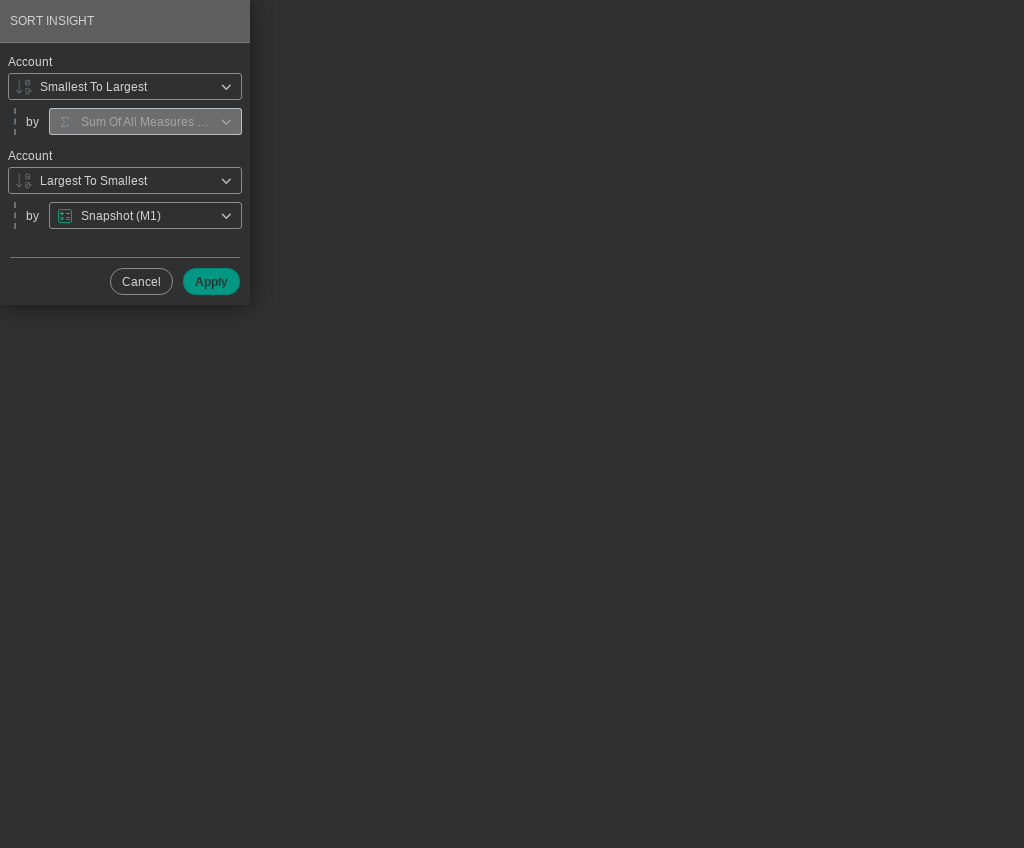 SORT INSIGHT
Account
Smallest To Largest
by
Sum Of All Measures …
Account
Largest To Smallest
by
Snapshot (M1)
Cancel
Apply